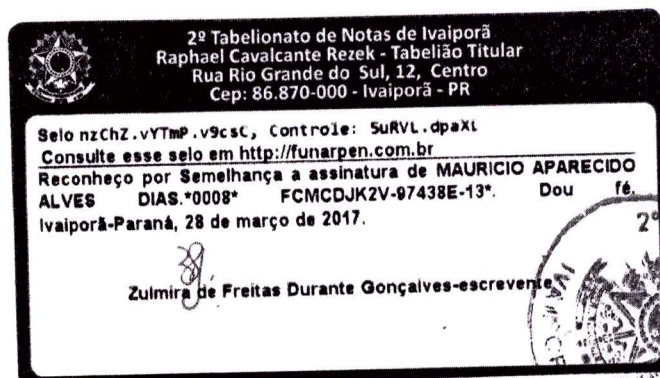 2º Tabelionato de Notas de Ivaiporã
Raphael Cavalcante Rezek - Tabelião Titular
Rua Rio Grande do Sul, 12, Centro
Cep: 86.870-000 - Ivaiporã - PR
Selo nzChZ.vYTmP.v9csC, Controle: SuRVL.dpaXL
Consulte esse selo em http://funarpen.com.br
Reconheço por Semelhança a assinatura de MAURICIO APARECIDO
ALVES DIAS.*0008* FCMCDJK2V-97438E-13*. Dou fé.
Ivaiporã-Paraná, 28 de março de 2017.
Zulmira de Freitas Durante Gonçalves-escrevente
2º